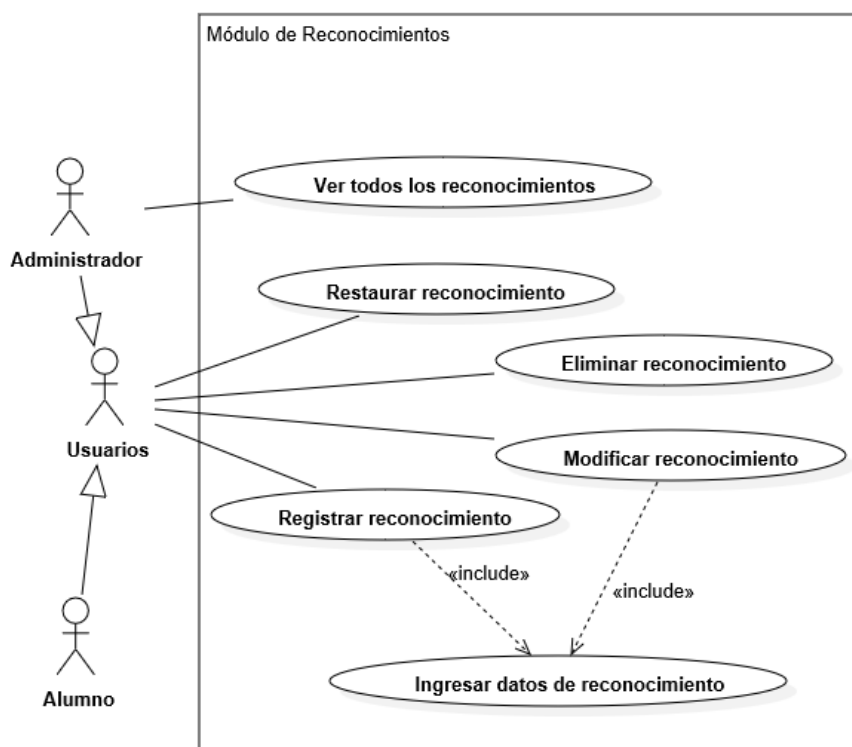 Módulo de Reconocimientos
Ver todos los reconocimientos
Administrador
Restaurar reconocimiento
Eliminar reconocimiento
Usuarios
Modificar reconocimiento
Registrar reconocimiento
«include»
«include»
Ingresar datos de reconocimiento
Alumno